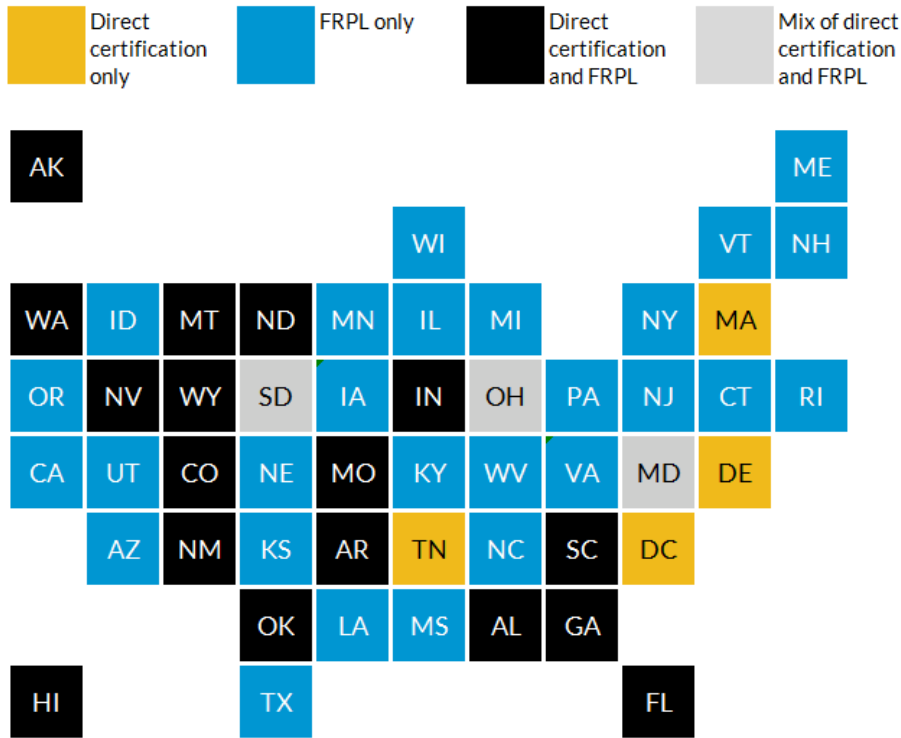 Direct
certification
only
FRPL only
Direct
certification
and FRPL
Mix of direct
certification
and FRPL
AK ME
WI VT NH
WA ID MT ND MN IL MI NY MA
OR NV WY SD IA IN OH PA NJ CT RI
CA UT CO NE MO KY WV VA MD DE
AZ NM KS AR TN NC SC DC
OK LA MS AL GA
HI TX FL